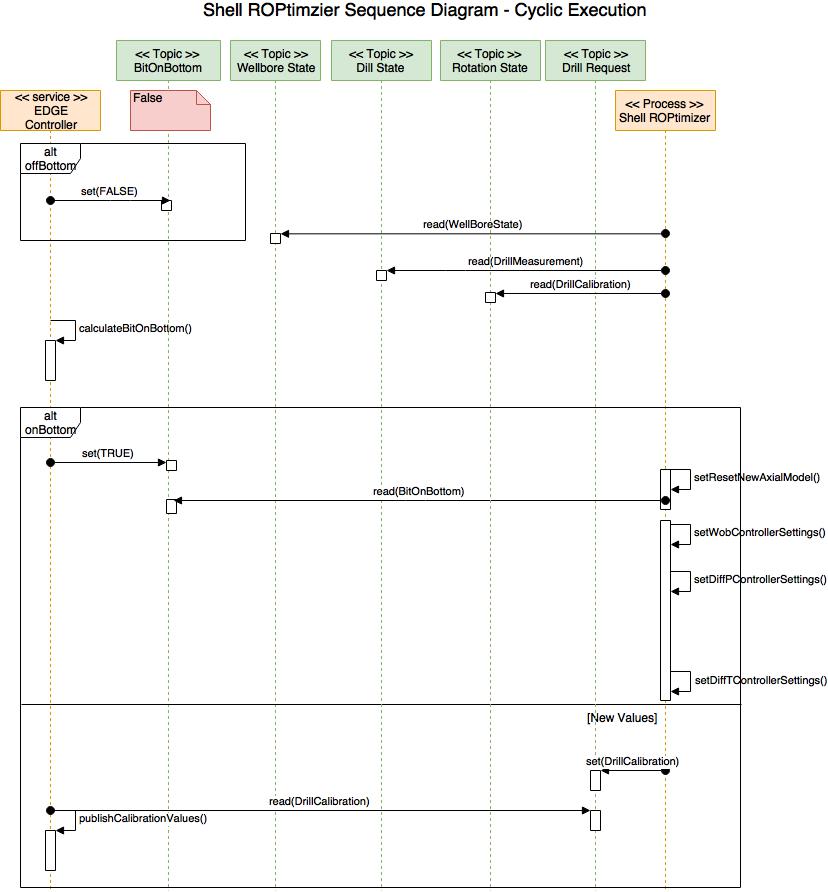 Shell ROPtimzier Sequence Diagram - Cyclic Execution
<< Topic >>
BitOnBottom
<< Topic >>
Wellbore State
<< Topic >>
Dill State
<< Topic >>
Rotation State
<< Topic >>
Drill Request
<< service >>
EDGE
Controller
False
<< Process >>
Shell ROPtimizer
alt
offBottom
set(FALSE)
read(WellBoreState)
read(DrillMeasurement)
read(DrillCalibration)
calculateBitOnBottom()
alt
onBottom
set(TRUE)
setResetNewAxialModel()
read(BitOnBottom)
setWobControllerSettings()
setDiffPControllerSettings()
setDiffTControllerSettings()
[New Values]
set(DrillCalibration)
read(DrillCalibration)
publishCalibrationValues()